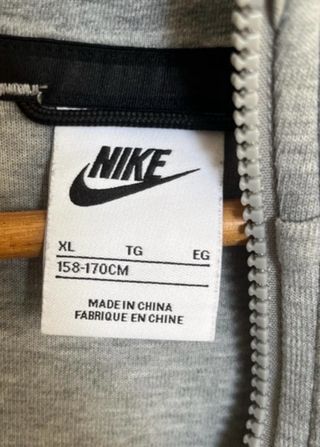 NIKE
XL TG EG
158-170CM
MADE IN CHINA
FABRIQUE EN CHINE